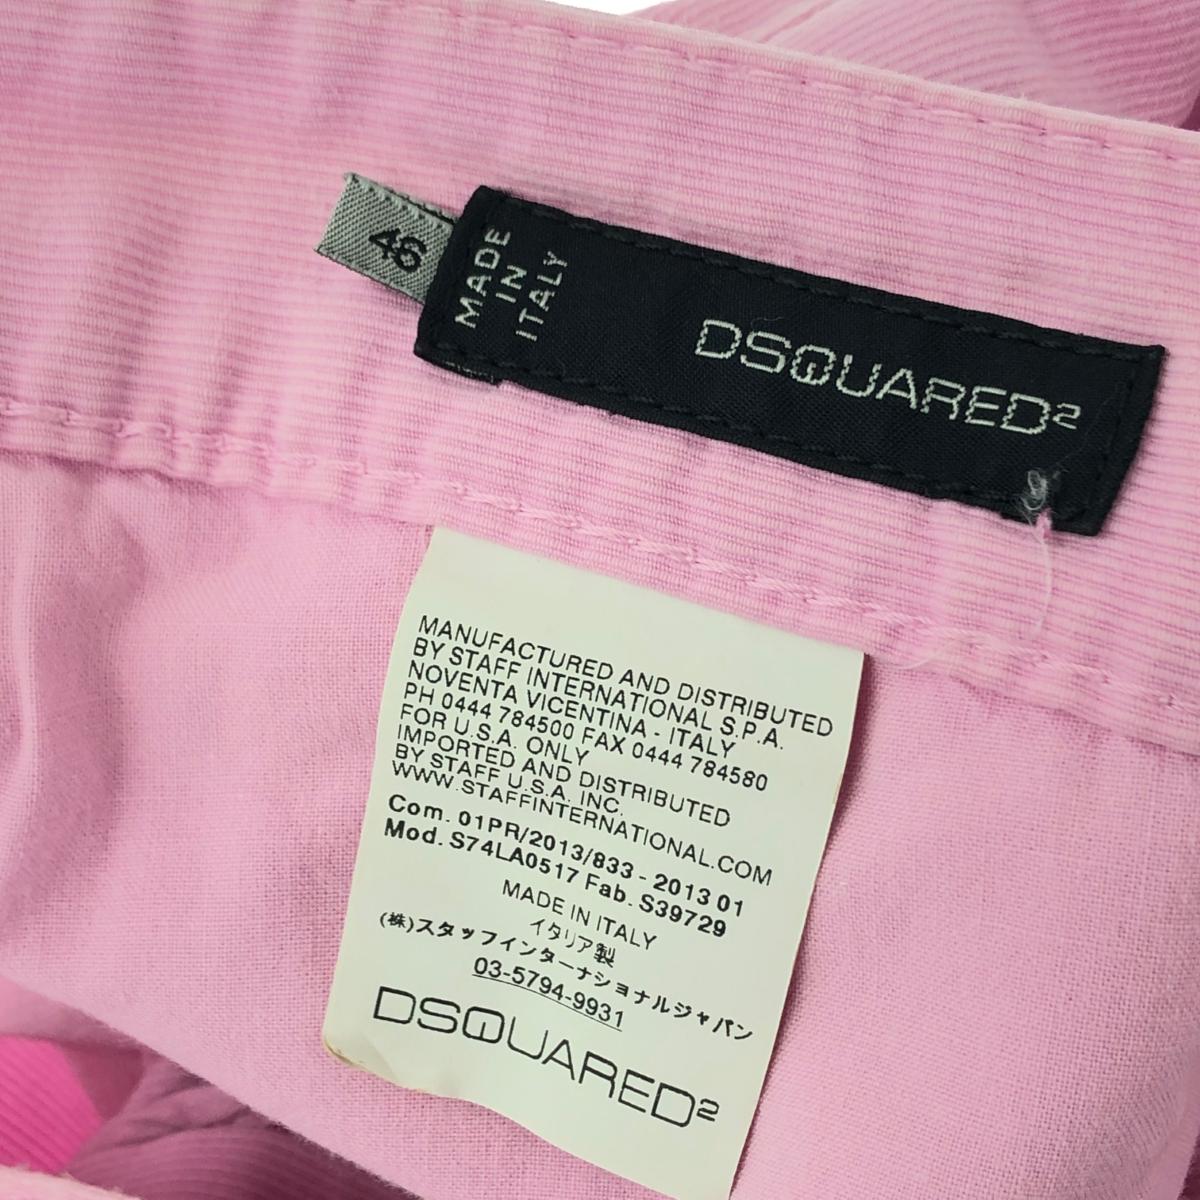 46
MADE
IN
ITALY
DSQUARED²
MANUFACTURED AND DISTRIBUTED
BY STAFF INTERNATIONAL S.P.A.
NOVENTA VICENTINA - ITALY
PH 0444 784500 FAX 0444 784580
FOR U.S.A. ONLY
IMPORTED AND DISTRIBUTED
BY STAFF U.S.A. INC.
WWW.STAFFINTERNATIONAL.COM
Com. 01PR/2013/833 - 2013 01
Mod. S74LA0517 Fab. S39729
MADE IN ITALY
イタリア製
(株)スタッフインターナショナルジャパン
03-5794-9931
DSQUARED²